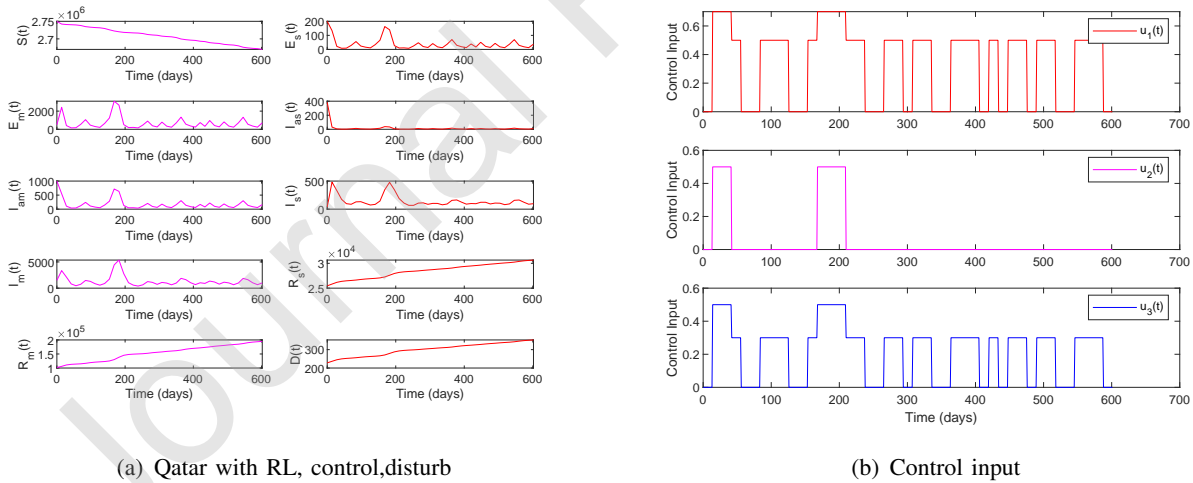 ×10^6
2.75
2.7
S(t)
0 200 400 600
Time (days)
200
100
0
E_s(t)
0 200 400 600
Time (days)
2000
0
E_m(t)
0 200 400 600
Time (days)
400
200
0
I_as(t)
0 200 400 600
Time (days)
1000
500
0
I_am(t)
0 200 400 600
Time (days)
500
0
I_s(t)
0 200 400 600
Time (days)
5000
0
I_m(t)
0 200 400 600
Time (days)
×10^4
3
2.5
R_s(t)
0 200 400 600
Time (days)
×10^5
2
1.5
1
R_m(t)
0 200 400 600
Time (days)
300
200
D(t)
0 200 400 600
Time (days)
(a) Qatar with RL, control,disturb
0.6
0.4
0.2
0
Control Input
u_1(t)
0 100 200 300 400 500 600 700
0.6
0.4
0.2
0
Control Input
u_2(t)
0 100 200 300 400 500 600 700
0.6
0.4
0.2
0
Control Input
u_3(t)
0 100 200 300 400 500 600 700
Time (days)
(b) Control input
Journal